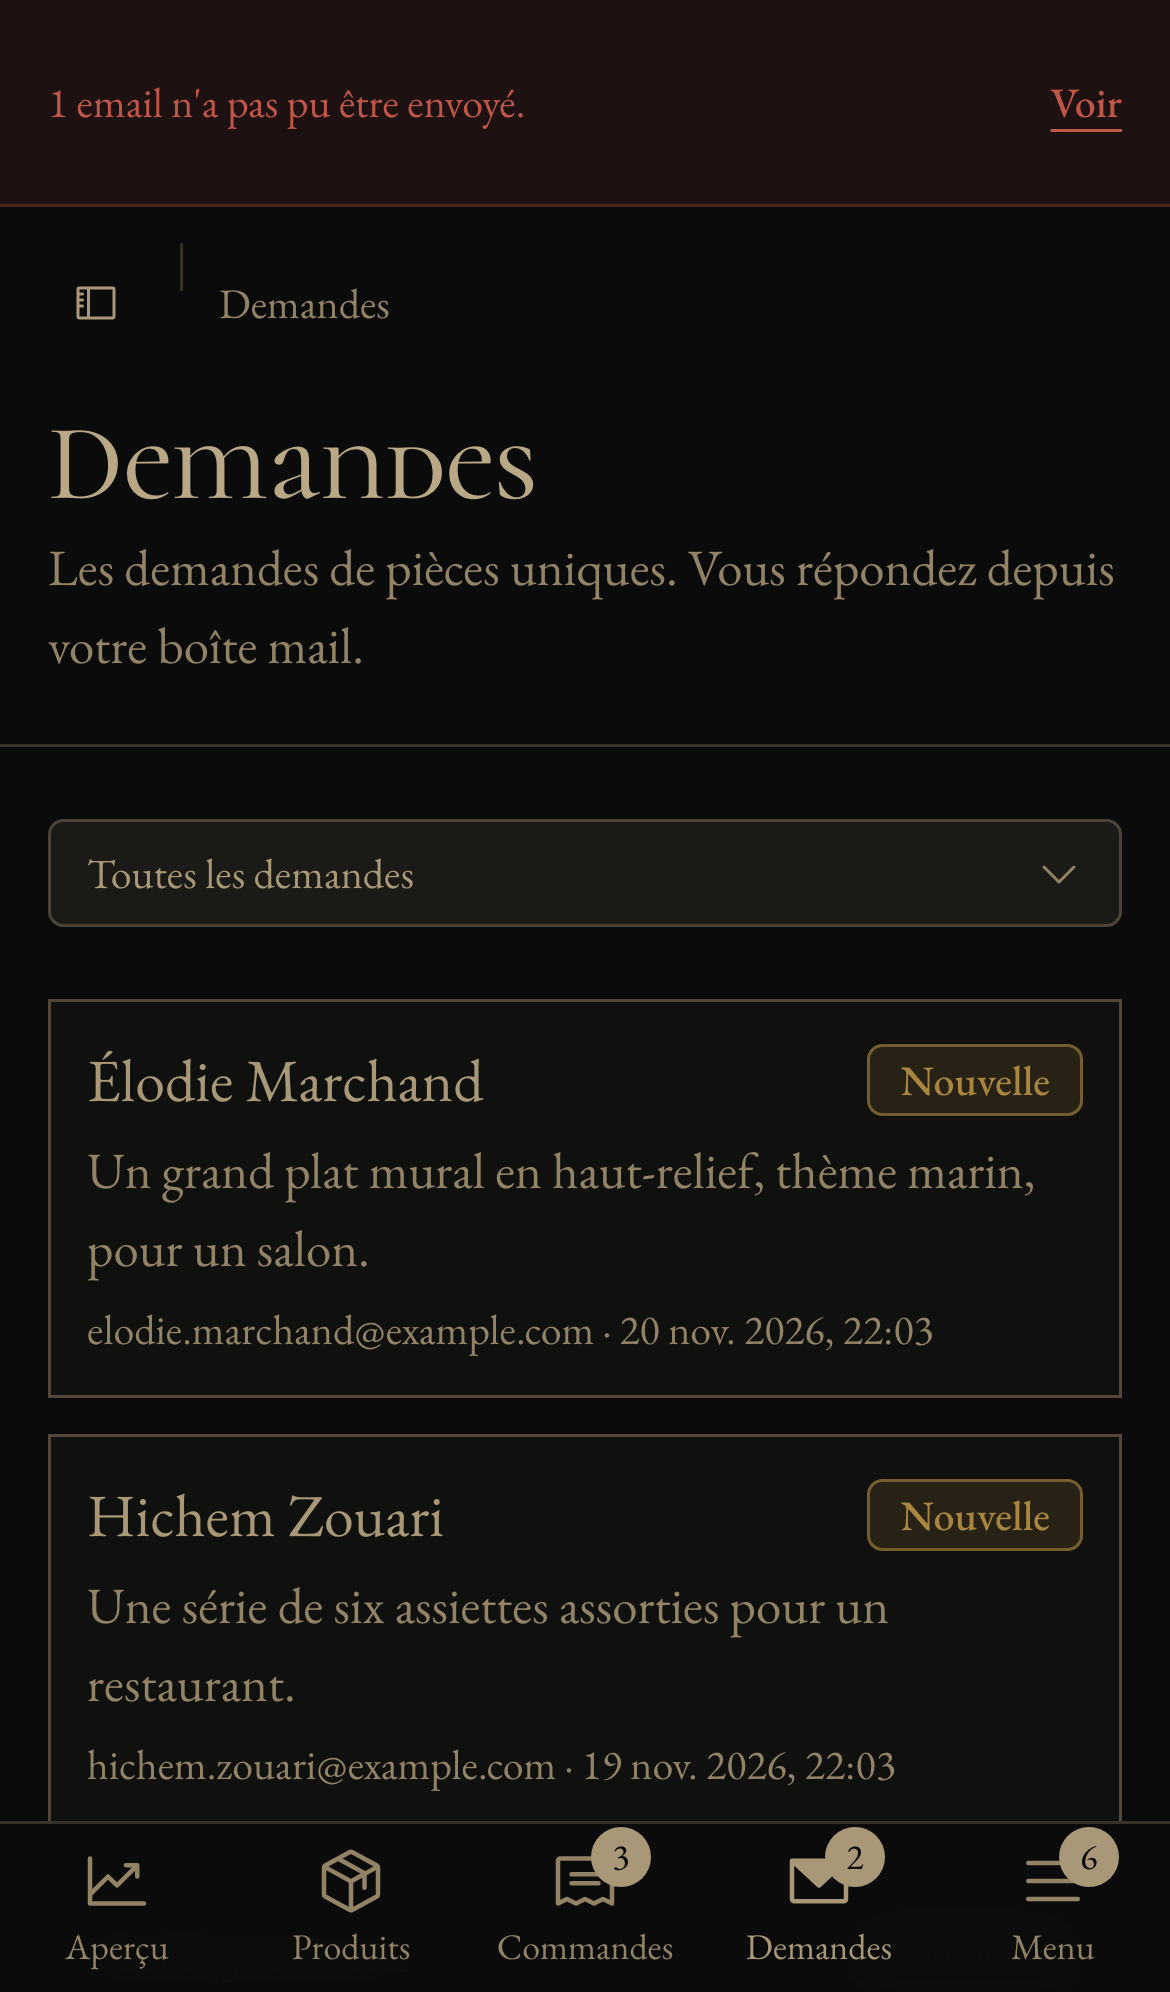 1 email n'a pas pu être envoyé.
Voir
Demandes
Demandes
Les demandes de pièces uniques. Vous répondez depuis
votre boîte mail.
Toutes les demandes
Élodie Marchand
Nouvelle
Un grand plat mural en haut-relief, thème marin,
pour un salon.
elodie.marchand@example.com · 20 nov. 2026, 22:03
Hichem Zouari
Nouvelle
Une série de six assiettes assorties pour un
restaurant.
hichem.zouari@example.com · 19 nov. 2026, 22:03
3
2
6
Aperçu
Produits
Commandes
Demandes
Menu